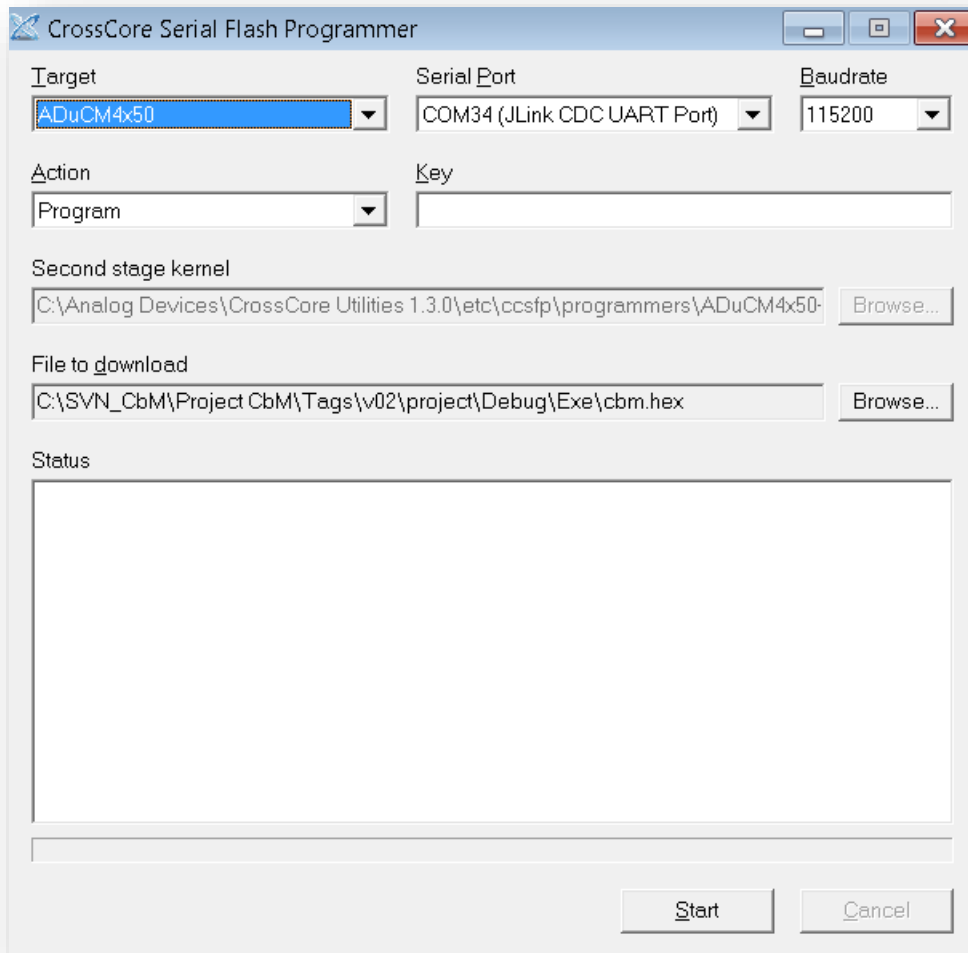 CrossCore Serial Flash Programmer
Target Serial Port Baudrate
ADuCM4x50 COM34 (JLink CDC UART Port) 115200
Action Key
Program
Second stage kernel
C:\Analog Devices\CrossCore Utilities 1.3.0\etc\ccsfp\programmers\ADuCM4x50- Browse...
File to download
C:\SVN_CbM\Project CbM\Tags\v02\project\Debug\Exe\cbm.hex Browse...
Status
Start Cancel